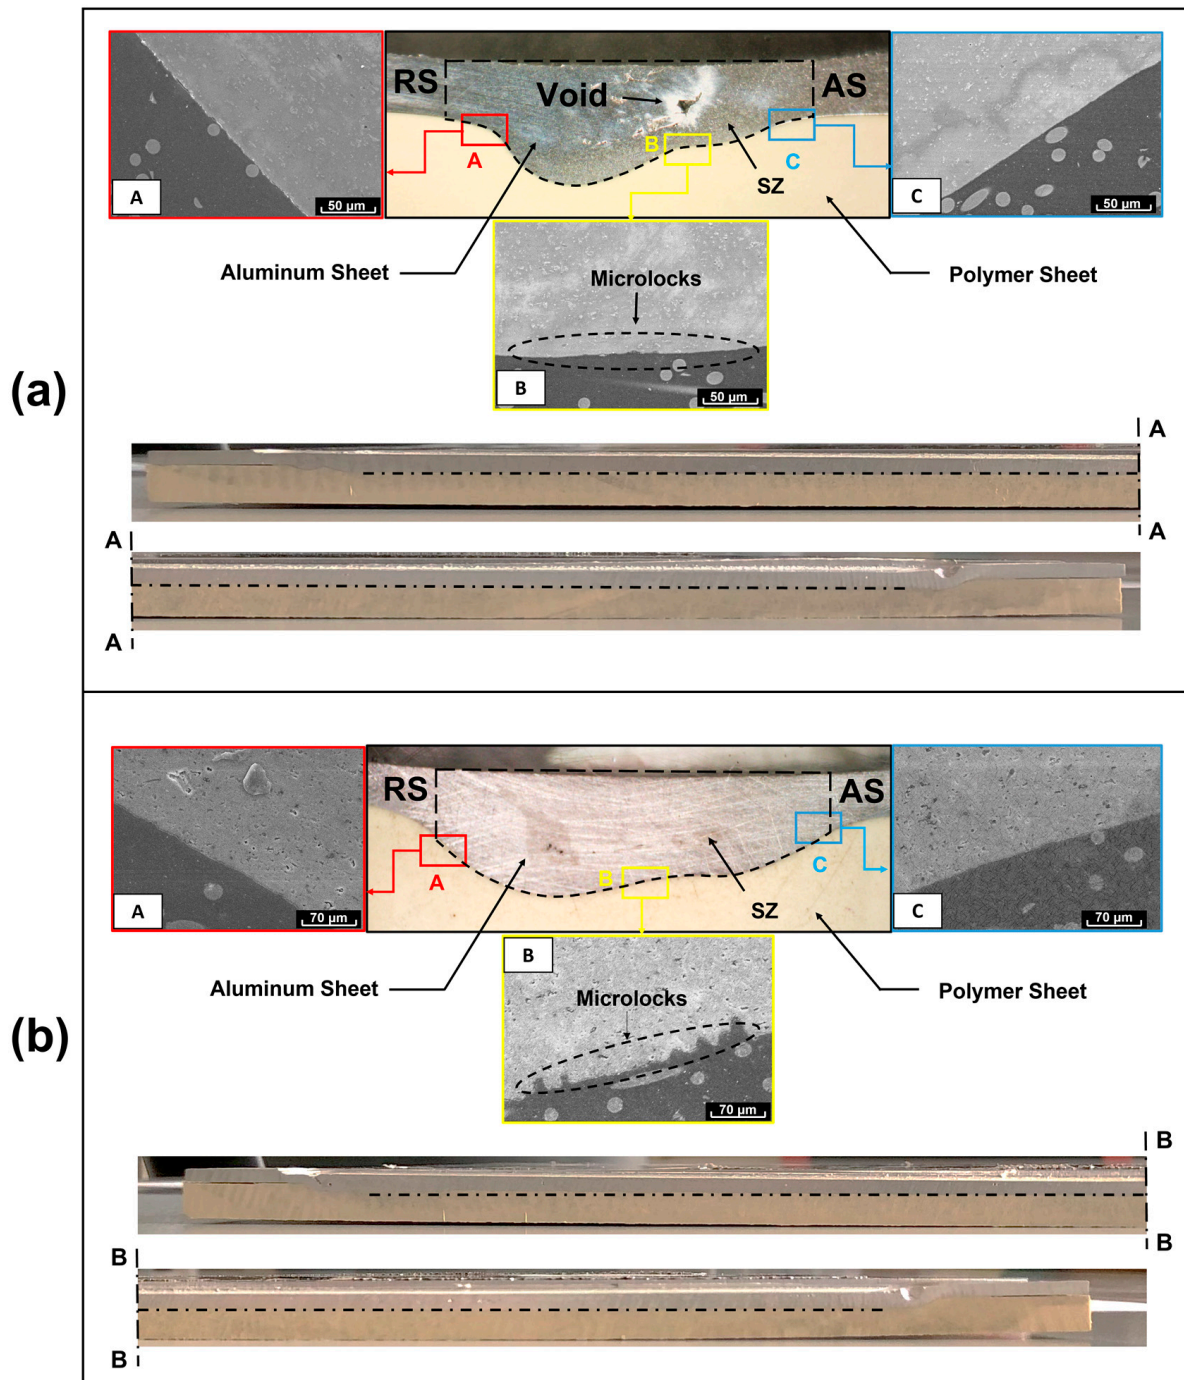 (a)
RS
Void
AS
A
B
C
SZ
A
50 µm
C
50 µm
Aluminum Sheet
Polymer Sheet
Microlocks
B
50 µm
A
A
A
A
(b)
RS
AS
A
B
C
SZ
A
70 µm
C
70 µm
Aluminum Sheet
Polymer Sheet
B
Microlocks
70 µm
B
B
B
B